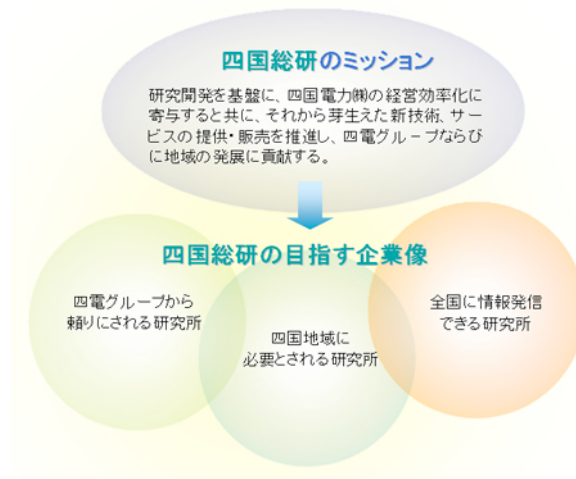 四国総研のミッション
研究開発を基盤に、四国電力㈱の経営効率化に
寄与すると共に、それから芽生えた新技術、サー
ビスの提供・販売を推進し、四電グループならび
に地域の発展に貢献する。
四国総研の目指す企業像
四電グループから
頼りにされる研究所
四国地域に
必要とされる研究所
全国に情報発信
できる研究所